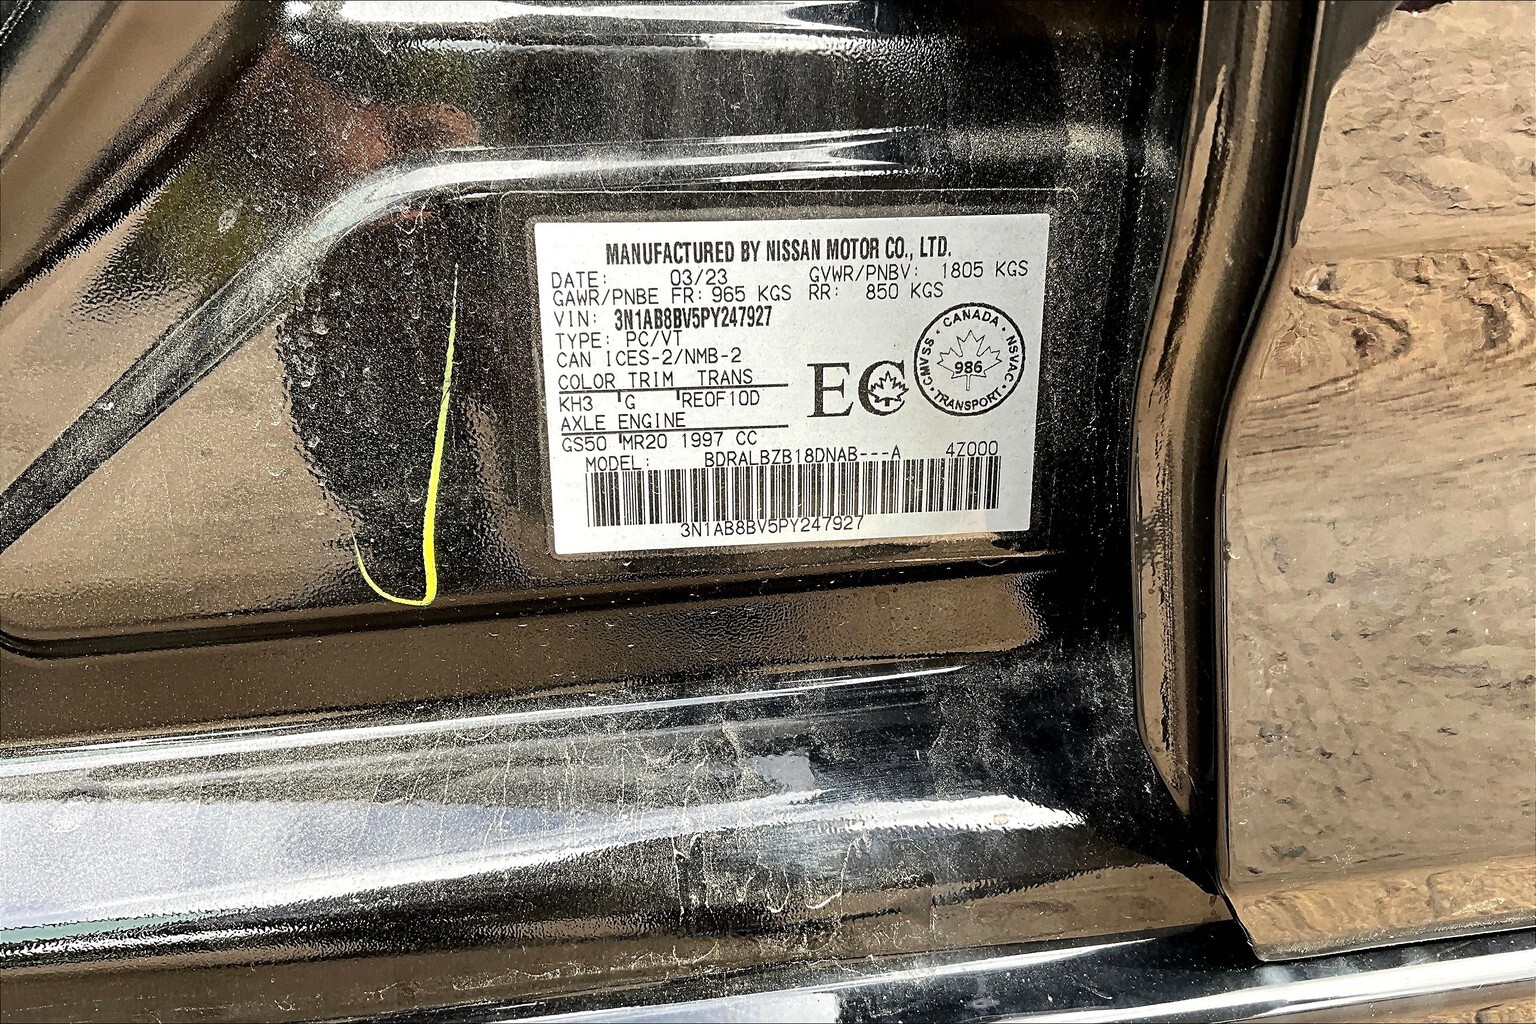 MANUFACTURED BY NISSAN MOTOR CO., LTD.
DATE: 03/23 GVWR/PNBV: 1805 KGS
GAWR/PNBE FR: 965 KGS RR: 850 KGS
VIN: 3N1AB8BV5PY247927
TYPE: PC/VT
CAN ICES-2/NMB-2
COLOR TRIM TRANS
KH3 G RE0F10D
AXLE ENGINE
GS50 MR20 1997 CC
MODEL: BDRALBZB18DNAB---A 4Z000
3N1AB8BV5PY247927
EC
CANADA · NSVAC · TRANSPORT · CMVSS
986